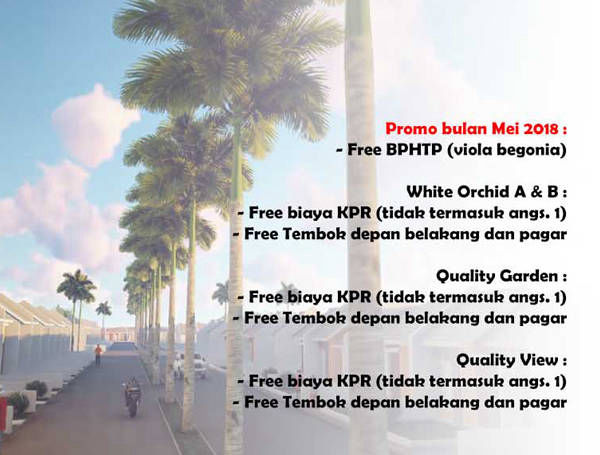 Promo bulan Mei 2018 :
- Free BPHTP (viola begonia)
White Orchid A & B :
- Free biaya KPR (tidak termasuk angs. 1)
- Free Tembok depan belakang dan pagar
Quality Garden :
- Free biaya KPR (tidak termasuk angs. 1)
- Free Tembok depan belakang dan pagar
Quality View :
- Free biaya KPR (tidak termasuk angs. 1)
- Free Tembok depan belakang dan pagar